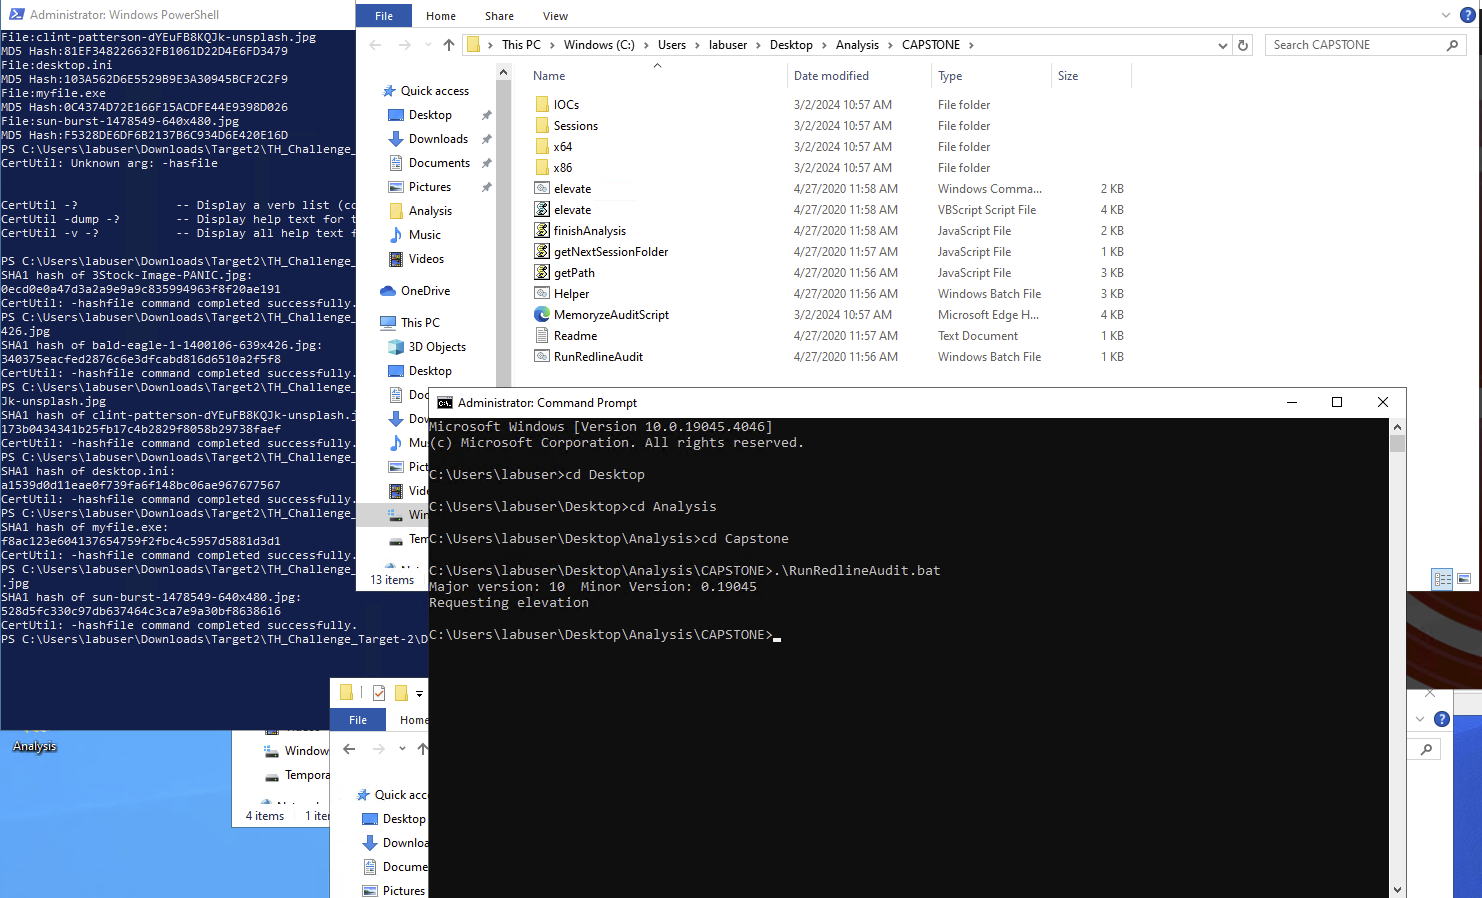 Administrator: Windows PowerShell
File:clint-patterson-dYEuFB8KQJk-unsplash.jpg
MD5 Hash:81EF348226632FB1061D22D4E6FD3479
File:desktop.ini
MD5 Hash:103A562D6E5529B9E3A30945BCF2C2F9
File:myfile.exe
MD5 Hash:0C4374D72E166F15ACDFE44E9398D026
File:sun-burst-1478549-640x480.jpg
MD5 Hash:F5328DE6DF6B2137B6C934D6E420E16D
PS C:\Users\labuser\Downloads\Target2\TH_Challenge_
CertUtil: Unknown arg: -hasfile
CertUtil -? -- Display a verb list (co
CertUtil -dump -? -- Display help text for t
CertUtil -v -? -- Display all help text f
PS C:\Users\labuser\Downloads\Target2\TH_Challenge_
SHA1 hash of 3Stock-Image-PANIC.jpg:
0ecd0e0a47d3a2a9e9a9c835994963f8f20ae191
CertUtil: -hashfile command completed successfully.
PS C:\Users\labuser\Downloads\Target2\TH_Challenge_
426.jpg
SHA1 hash of bald-eagle-1-1400106-639x426.jpg:
340375eacfed2876c6e3dfcabd816d6510a2f5f8
CertUtil: -hashfile command completed successfully.
PS C:\Users\labuser\Downloads\Target2\TH_Challenge_
Jk-unsplash.jpg
SHA1 hash of clint-patterson-dYEuFB8KQJk-unsplash.j
173b0434341b25fb17c4b2829f8058b29738faef
CertUtil: -hashfile command completed successfully.
PS C:\Users\labuser\Downloads\Target2\TH_Challenge_
SHA1 hash of desktop.ini:
a1539d0d11eae0f739fa6f148bc06ae967677567
CertUtil: -hashfile command completed successfully.
PS C:\Users\labuser\Downloads\Target2\TH_Challenge_
SHA1 hash of myfile.exe:
f8ac123e604137654759f2fbc4c5957d5881d3d1
CertUtil: -hashfile command completed successfully.
PS C:\Users\labuser\Downloads\Target2\TH_Challenge_
.jpg
SHA1 hash of sun-burst-1478549-640x480.jpg:
528d5fc330c97db637464c3ca7e9a30bf8638616
CertUtil: -hashfile command completed successfully.
PS C:\Users\labuser\Downloads\Target2\TH_Challenge_Target-2\D
File Home Share View
This PC > Windows (C:) > Users > labuser > Desktop > Analysis > CAPSTONE >
Search CAPSTONE
Quick access
Desktop
Downloads
Documents
Pictures
Analysis
Music
Videos
OneDrive
This PC
3D Objects
Desktop
Doc
Dov
Mu
Pict
Vide
Win
Tem
13 items
Name Date modified Type Size
IOCs 3/2/2024 10:57 AM File folder
Sessions 3/2/2024 10:57 AM File folder
x64 3/2/2024 10:57 AM File folder
x86 3/2/2024 10:57 AM File folder
elevate 4/27/2020 11:58 AM Windows Comma... 2 KB
elevate 4/27/2020 11:58 AM VBScript Script File 4 KB
finishAnalysis 4/27/2020 11:58 AM JavaScript File 2 KB
getNextSessionFolder 4/27/2020 11:56 AM JavaScript File 1 KB
getPath 4/27/2020 11:56 AM JavaScript File 3 KB
Helper 4/27/2020 11:56 AM Windows Batch File 3 KB
MemoryzeAuditScript 3/2/2024 10:57 AM Microsoft Edge H... 4 KB
Readme 4/27/2020 11:57 AM Text Document 1 KB
RunRedlineAudit 4/27/2020 11:56 AM Windows Batch File 1 KB
Administrator: Command Prompt
Microsoft Windows [Version 10.0.19045.4046]
(c) Microsoft Corporation. All rights reserved.
C:\Users\labuser>cd Desktop
C:\Users\labuser\Desktop>cd Analysis
C:\Users\labuser\Desktop\Analysis>cd Capstone
C:\Users\labuser\Desktop\Analysis\CAPSTONE>.\RunRedlineAudit.bat
Major version: 10 Minor Version: 0.19045
Requesting elevation
C:\Users\labuser\Desktop\Analysis\CAPSTONE>
Analysis
Window
Tempora
4 items 1 iter
File Home
Quick acc
Desktop
Downloa
Docume
Pictures